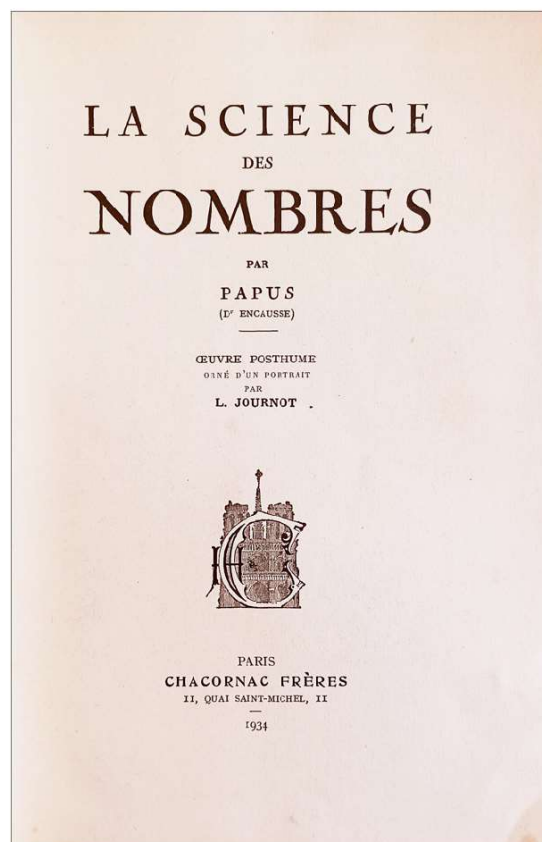 LA SCIENCE
DES
NOMBRES
PAR
PAPUS
(Dr ENCAUSSE)
ŒUVRE POSTHUME
ORNÉ D'UN PORTRAIT
PAR
L. JOURNOT .
PARIS
CHACORNAC FRÈRES
11, QUAI SAINT-MICHEL, 11
1934